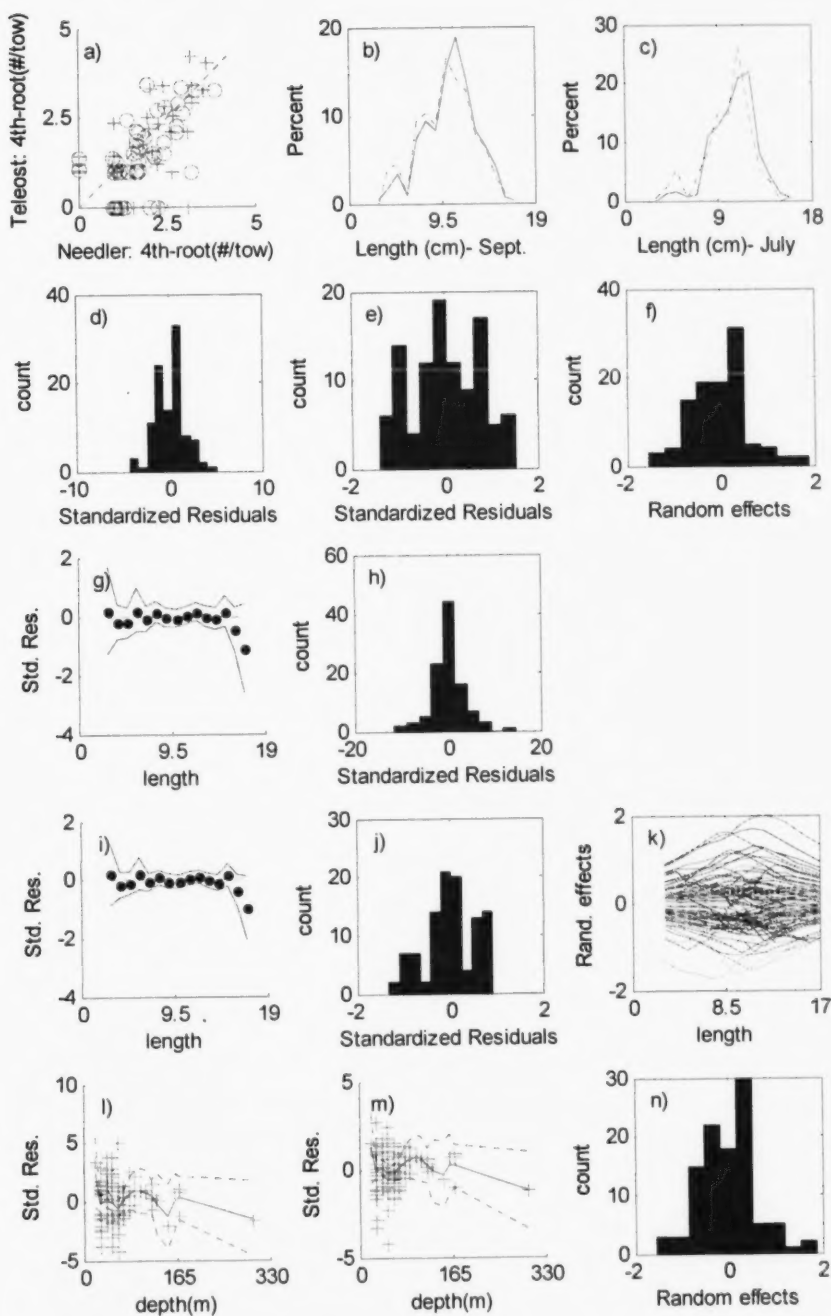 a)
5
2.5
0
Teleost: 4th-root(#/tow)
0
2.5
5
Needler: 4th-root(#/tow)
b)
20
10
0
Percent
0
9.5
19
Length (cm)- Sept.
c)
30
20
10
0
Percent
0
9
18
Length (cm)- July
d)
40
20
0
count
-10
0
10
Standardized Residuals
e)
20
10
0
count
-2
0
2
Standardized Residuals
f)
40
20
0
count
-2
0
2
Random effects
g)
2
0
-2
-4
Std. Res.
0
9.5
19
length
h)
60
40
20
0
count
-20
0
20
Standardized Residuals
i)
2
0
-2
-4
Std. Res.
0
9.5
19
length
j)
30
20
10
0
count
-2
0
2
Standardized Residuals
k)
2
0
-2
Rand. effects
0
8.5
17
length
l)
10
5
0
-5
Std. Res.
0
165
330
depth(m)
m)
5
0
-5
Std. Res.
0
165
330
depth(m)
n)
30
20
10
0
count
-2
0
2
Random effects